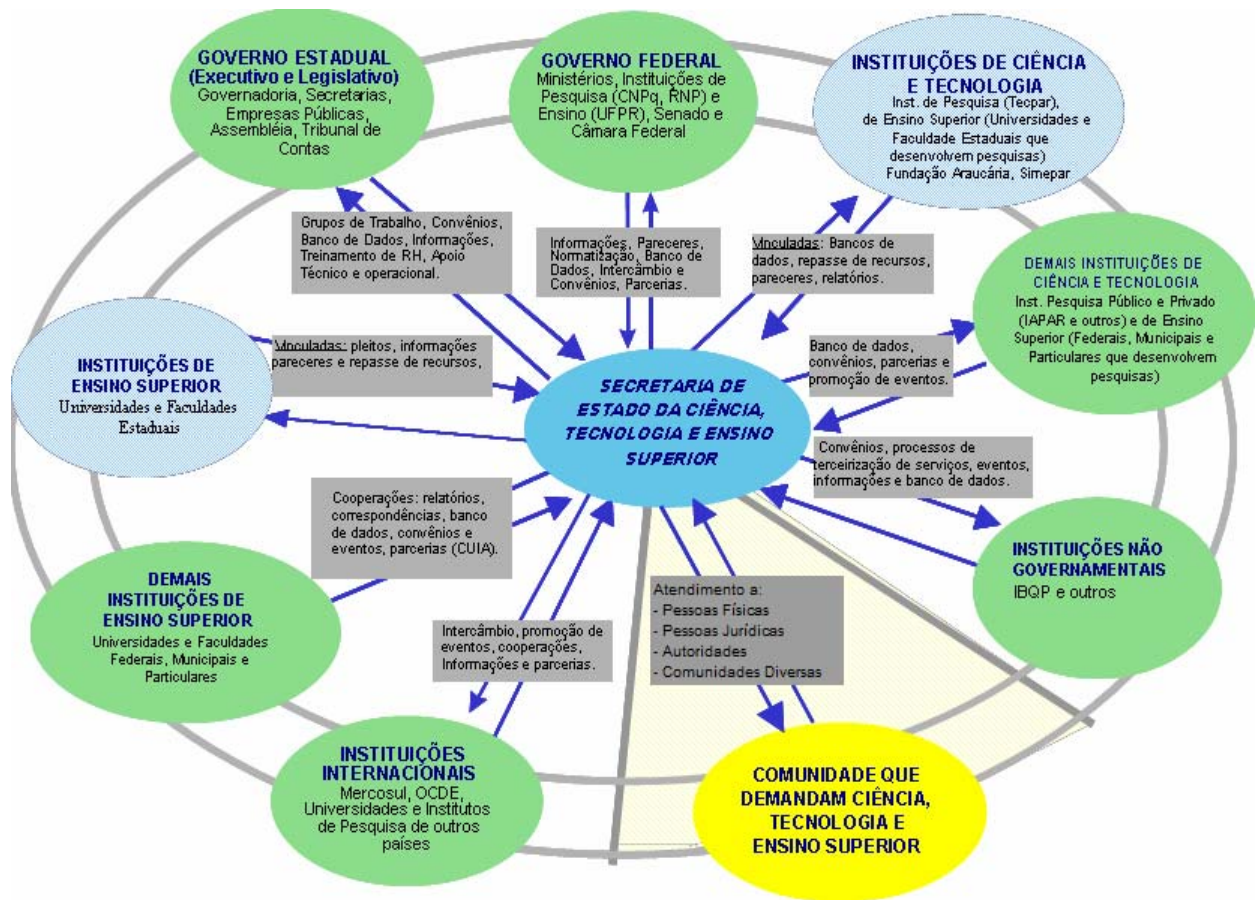 GOVERNO ESTADUAL
(Executivo e Legislativo)
Governadoria, Secretarias,
Empresas Públicas,
Assembléia, Tribunal de
Contas
GOVERNO FEDERAL
Ministérios, Instituições de
Pesquisa (CNPq, RNP) e
Ensino (UFPR), Senado e
Câmara Federal
INSTITUIÇÕES DE CIÊNCIA
E TECNOLOGIA
Inst. de Pesquisa (Tecpar),
de Ensino Superior (Universidades e
Faculdade Estaduais que
desenvolvem pesquisas)
Fundação Araucária, Simepar
Grupos de Trabalho, Convênios,
Banco de Dados, Informações,
Treinamento de RH, Apoio
Técnico e operacional.
Informações, Pareceres,
Normatização, Banco de
Dados, Intercâmbio e
Convênios, Parcerias.
Vinculadas: Bancos de
dados, repasse de recursos,
pareceres, relatórios.
DEMAIS INSTITUIÇÕES DE
CIÊNCIA E TECNOLOGIA
Inst. Pesquisa Público e Privado
(IAPAR e outros) e de Ensino
Superior (Federais, Municipais e
Particulares que desenvolvem
pesquisas)
INSTITUIÇÕES DE
ENSINO SUPERIOR
Universidades e Faculdades
Estaduais
Vinculadas: pleitos, informações
pareceres e repasse de recursos,
SECRETARIA DE
ESTADO DA CIÊNCIA,
TECNOLOGIA E ENSINO
SUPERIOR
Banco de dados,
convênios, parcerias e
promoção de eventos.
Convênios, processos de
terceirização de serviços, eventos,
informações e banco de dados.
Cooperações: relatórios,
correspondências, banco
de dados, convênios e
eventos, parcerias (CUIA).
INSTITUIÇÕES NÃO
GOVERNAMENTAIS
IBQP e outros
DEMAIS
INSTITUIÇÕES DE
ENSINO SUPERIOR
Universidades e Faculdades
Federais, Municipais e
Particulares
Intercâmbio, promoção de
eventos, cooperações,
Informações e parcerias.
Atendimento a:
- Pessoas Físicas
- Pessoas Jurídicas
- Autoridades
- Comunidades Diversas
INSTITUIÇÕES
INTERNACIONAIS
Mercosul, OCDE,
Universidades e Institutos
de Pesquisa de outros
países
COMUNIDADE QUE
DEMANDAM CIÊNCIA,
TECNOLOGIA E
ENSINO SUPERIOR